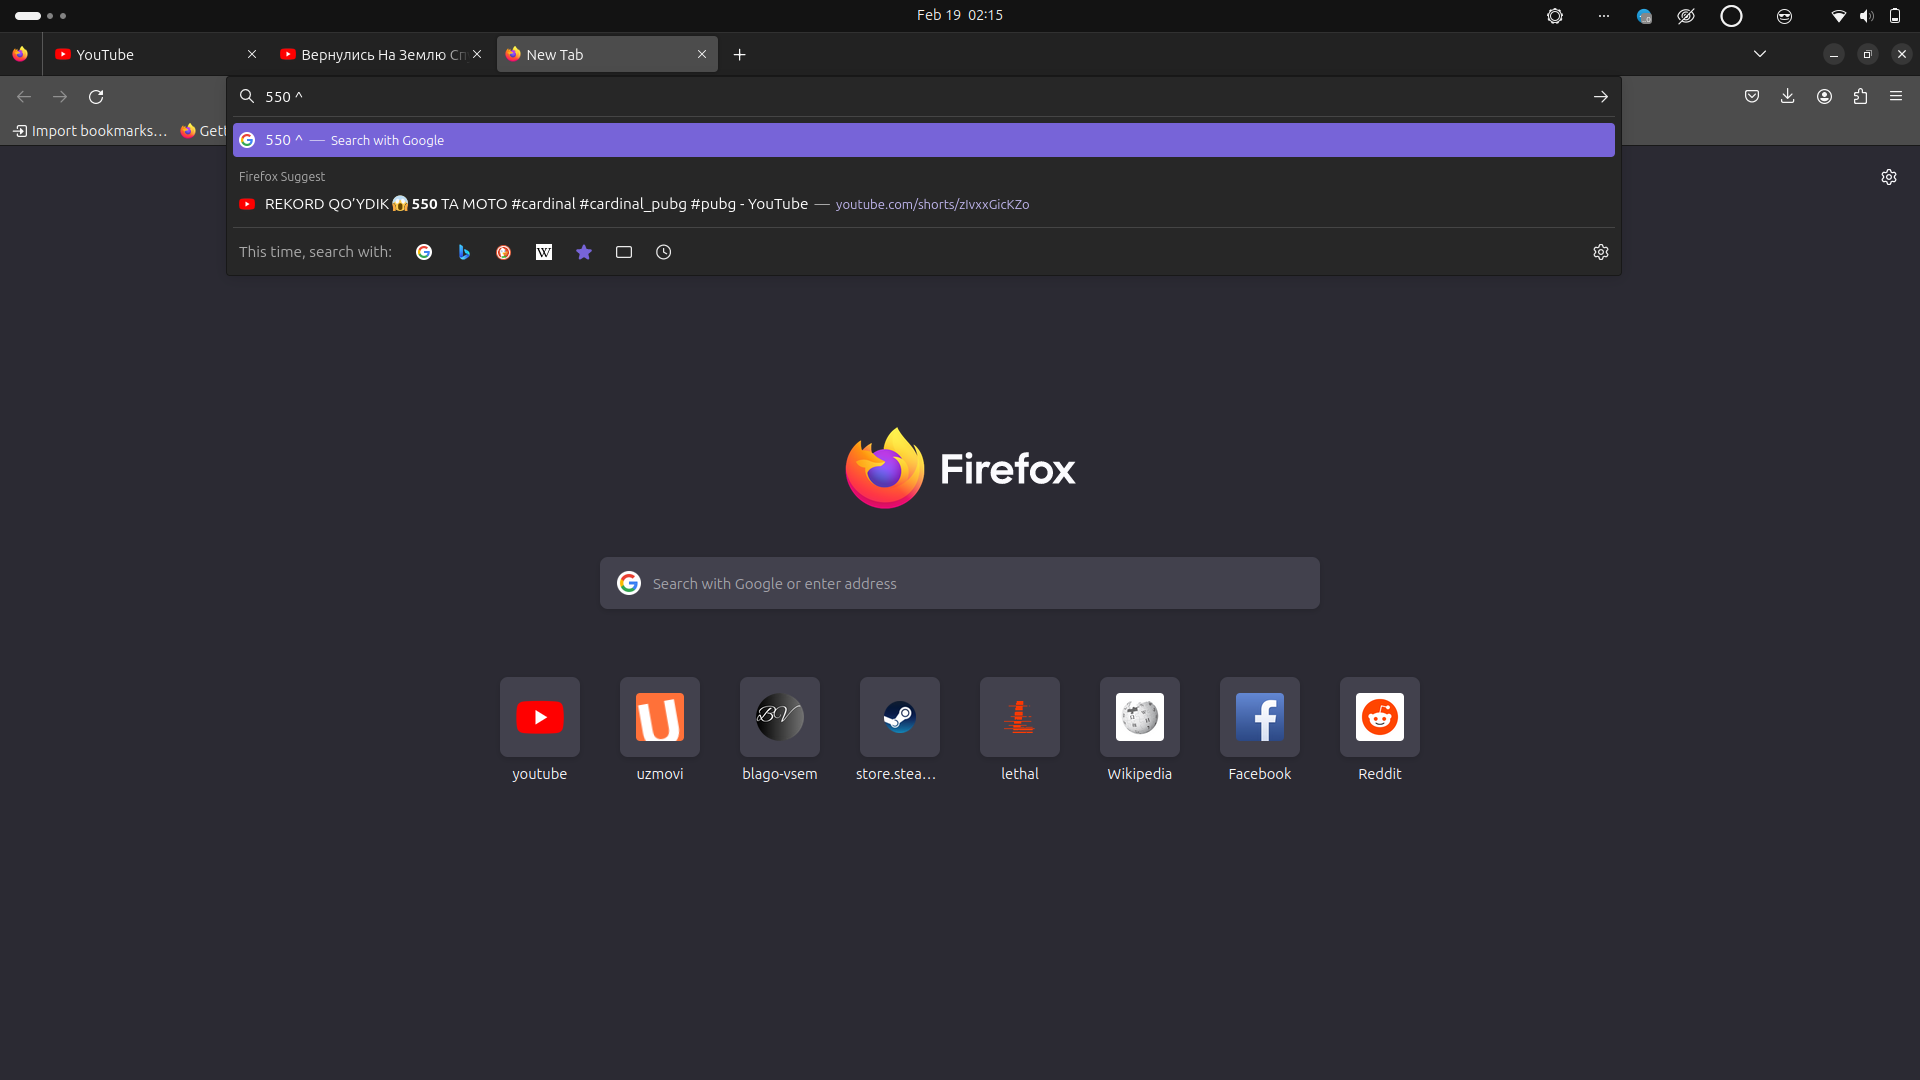 Feb 19  02:15
YouTube
Вернулись На Землю
New Tab
550 ^
Import bookmarks...
Gett
550 ^ — Search with Google
Firefox Suggest
REKORD QO‘YDIK😱550 TA MOTO #cardinal #cardinal_pubg #pubg - YouTube — youtube.com/shorts/zIvxxGicKZo
This time, search with:
W
Firefox
Search with Google or enter address
BV
youtube
uzmovi
blago-vsem
store.stea...
lethal
Wikipedia
Facebook
Reddit